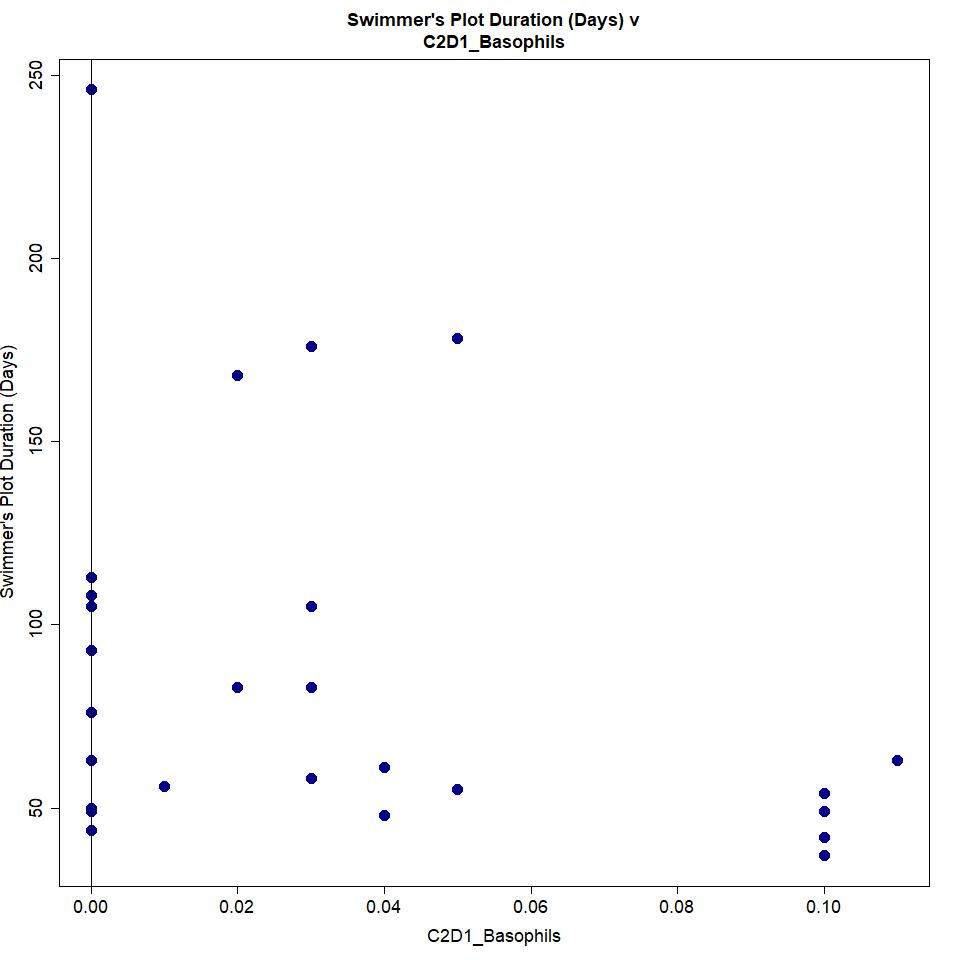 Swimmer's Plot Duration (Days) v
C2D1_Basophils
Swimmer's Plot Duration (Days)
250
200
150
100
50
0.00
0.02
0.04
0.06
0.08
0.10
C2D1_Basophils